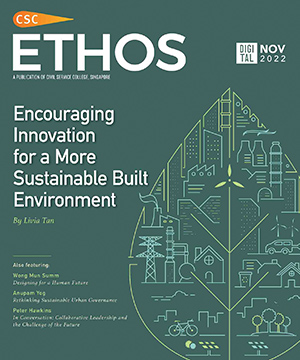 CSC
ETHOS
A PUBLICATION OF CIVIL SERVICE COLLEGE, SINGAPORE
DIGI
TAL
NOV
2022
Encouraging
Innovation
for a More
Sustainable Built
Environment
By Livia Tan
Also featuring
Wong Mun Summ
Designing for a Human Future
Anupam Yog
Rethinking Sustainable Urban Governance
Peter Hawkins
In Conversation: Collaborative Leadership and
the Challenge of the Future